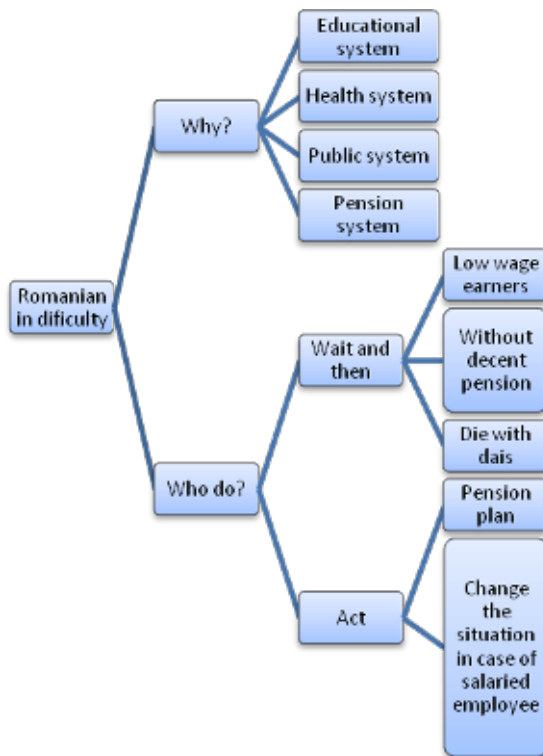 Educational
system
Health system
Why?
Public system
Pension
system
Romanian
in dificulty
Low wage
earners
Wait and
then
Without
decent
pension
Die with
dais
Who do?
Pension
plan
Act
Change
the
situation
in case of
salaried
employee